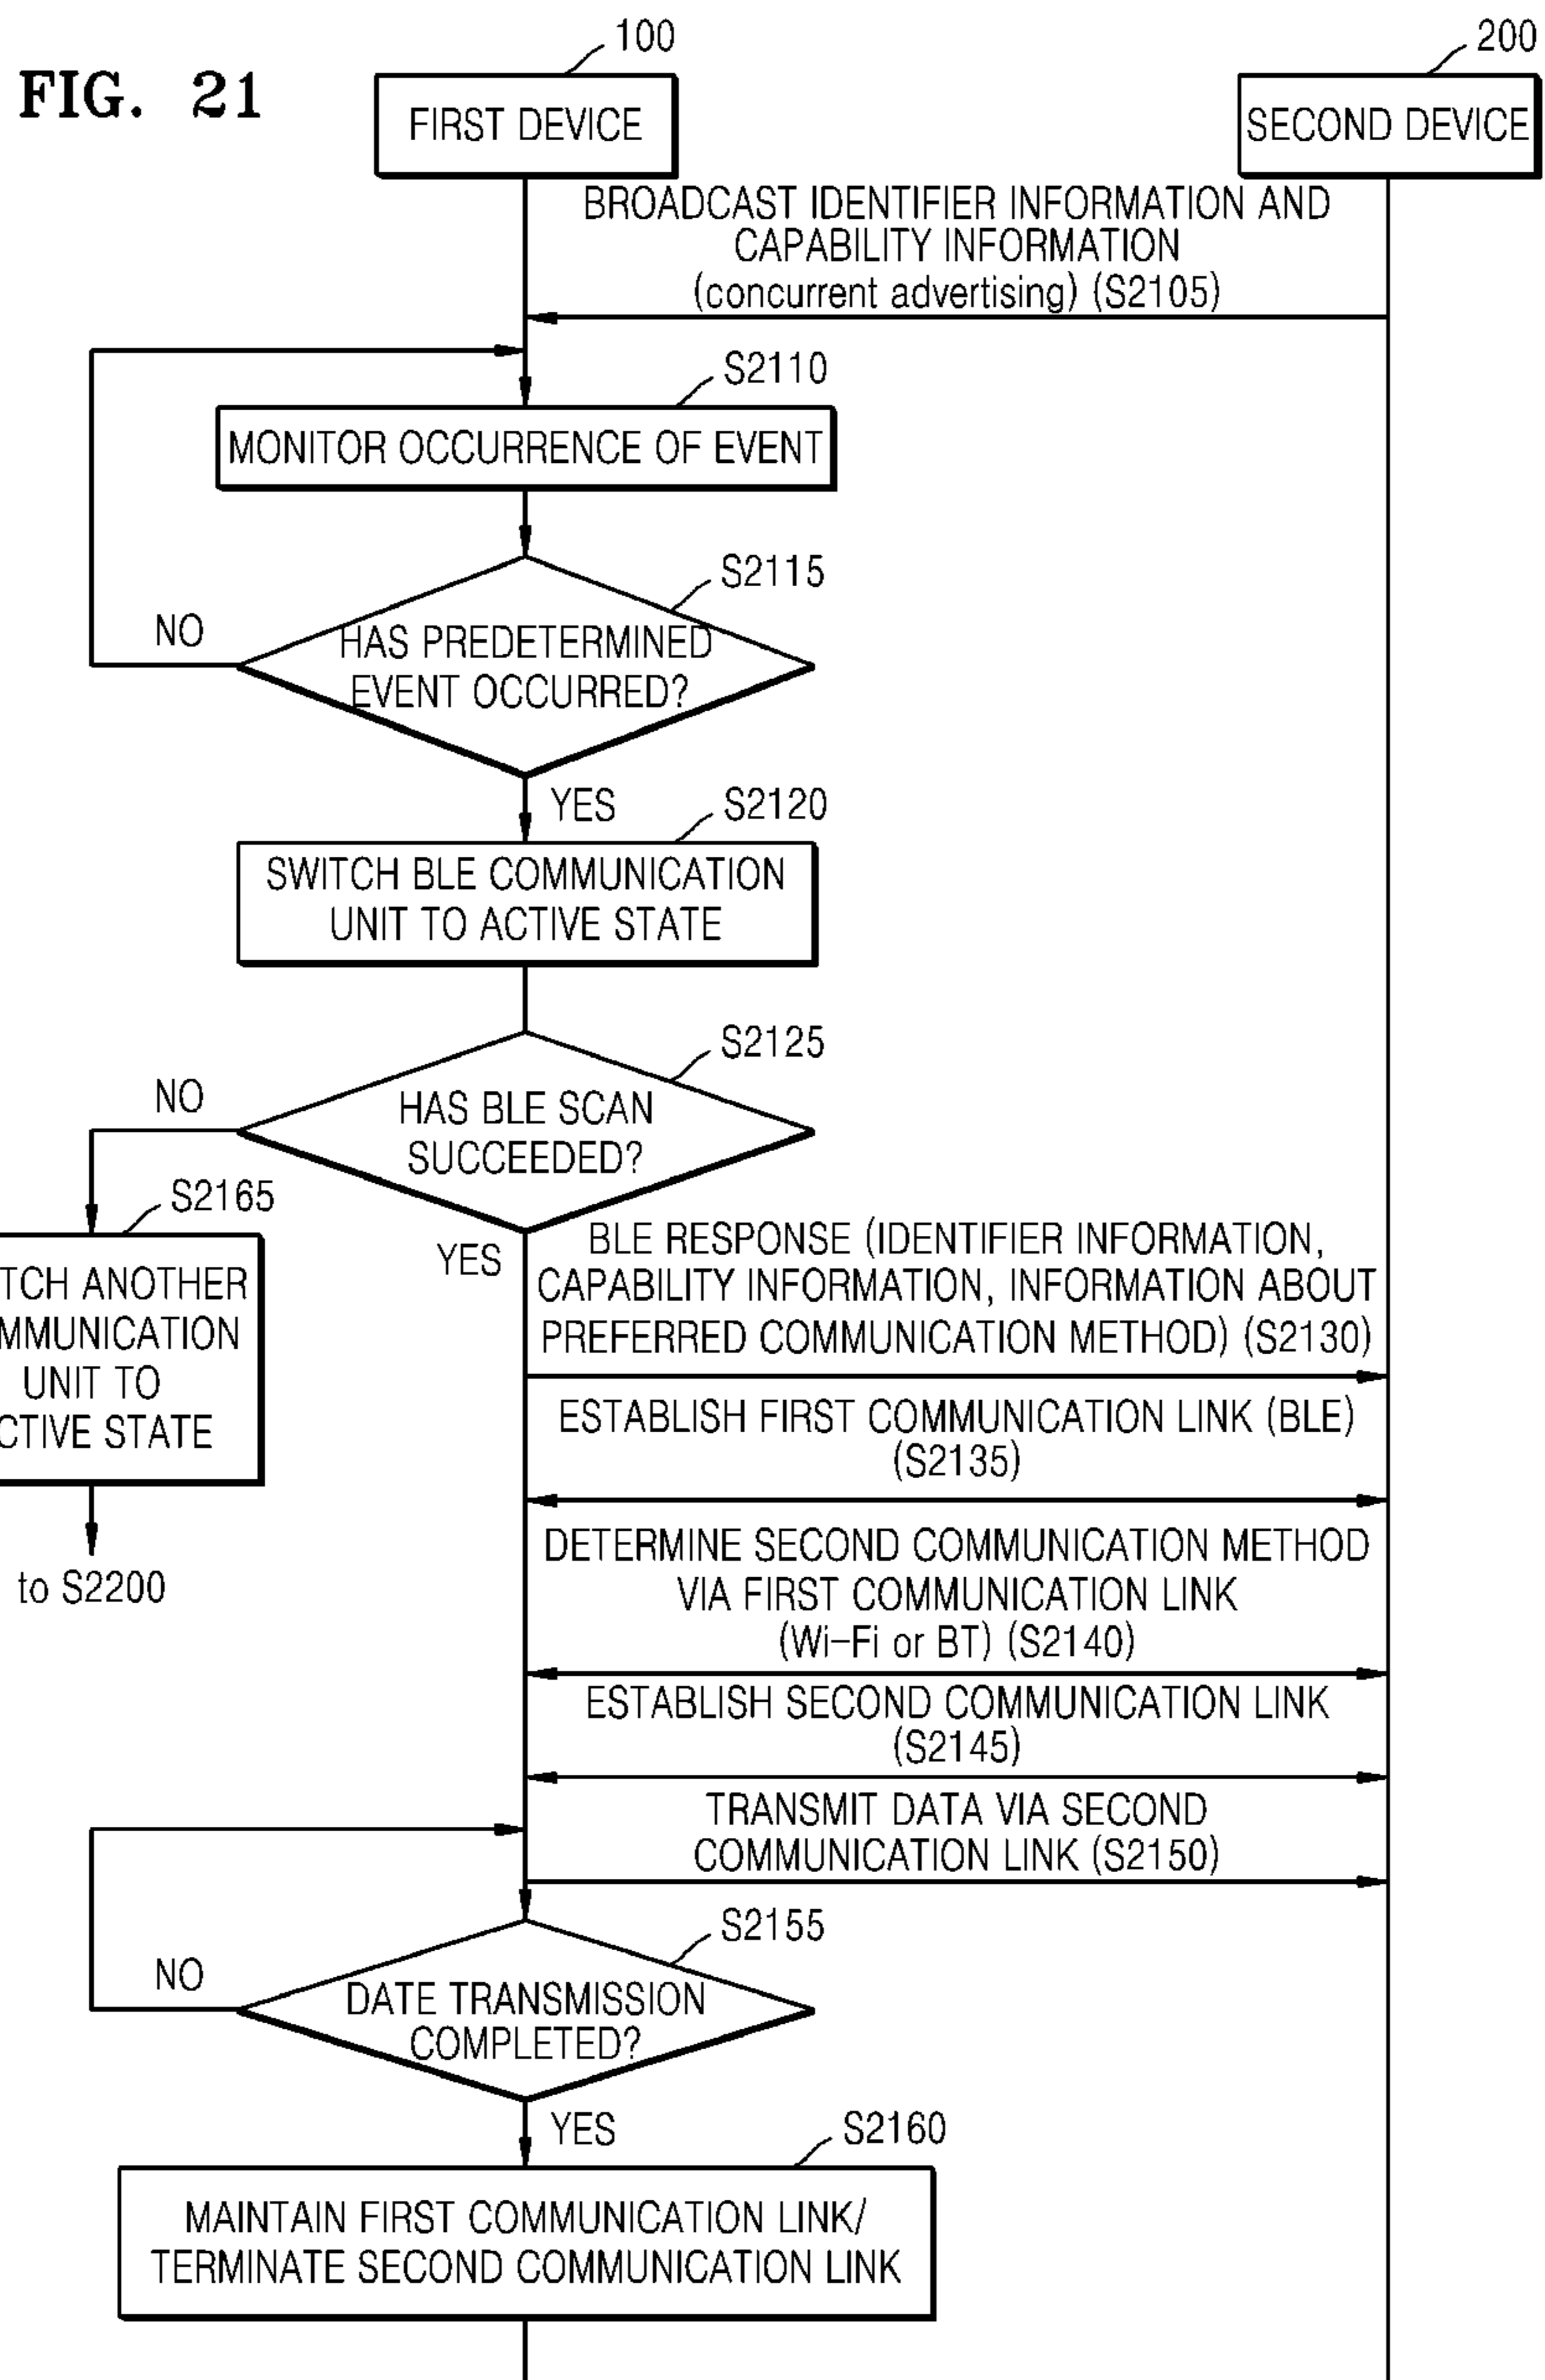 FIG. 21
100
200
FIRST DEVICE
SECOND DEVICE
BROADCAST IDENTIFIER INFORMATION AND
CAPABILITY INFORMATION
(concurrent advertising) (S2105)
S2110
MONITOR OCCURRENCE OF EVENT
S2115
NO
HAS PREDETERMINED
EVENT OCCURRED?
YES
S2120
SWITCH BLE COMMUNICATION
UNIT TO ACTIVE STATE
S2125
NO
HAS BLE SCAN
SUCCEEDED?
S2165
YES
TCH ANOTHER
MMUNICATION
UNIT TO
CTIVE STATE
to S2200
BLE RESPONSE (IDENTIFIER INFORMATION,
CAPABILITY INFORMATION, INFORMATION ABOUT
PREFERRED COMMUNICATION METHOD) (S2130)
ESTABLISH FIRST COMMUNICATION LINK (BLE)
(S2135)
DETERMINE SECOND COMMUNICATION METHOD
VIA FIRST COMMUNICATION LINK
(Wi-Fi or BT) (S2140)
ESTABLISH SECOND COMMUNICATION LINK
(S2145)
TRANSMIT DATA VIA SECOND
COMMUNICATION LINK (S2150)
S2155
NO
DATE TRANSMISSION
COMPLETED?
YES
S2160
MAINTAIN FIRST COMMUNICATION LINK/
TERMINATE SECOND COMMUNICATION LINK